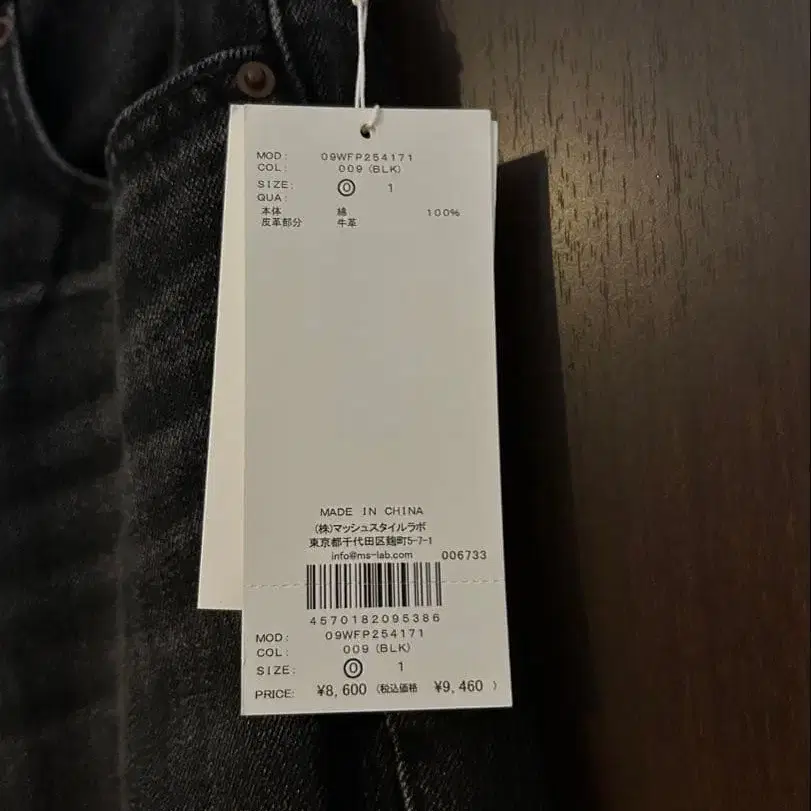 MOD: 09WFP254171
COL: 009 (BLK)
SIZE: 0 1
QUA:
本体 綿 100%
皮革部分 牛革
MADE IN CHINA
(株)マッシュスタイルラボ
東京都千代田区麹町5-7-1
info@ms-lab.com 006733
4570182095386
MOD: 09WFP254171
COL: 009 (BLK)
SIZE: 0 1
PRICE: ¥8,600 (税込価格 ¥9,460 )